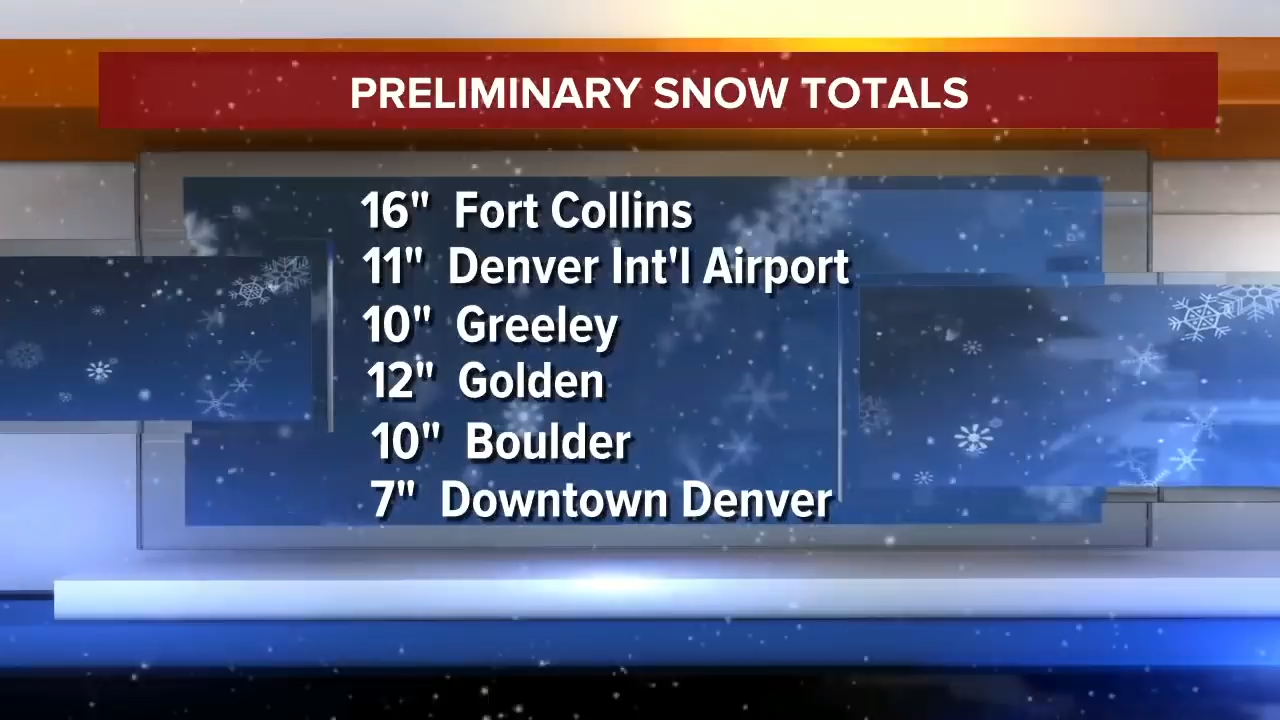 PRELIMINARY SNOW TOTALS
16" Fort Collins
11" Denver Int'l Airport
10" Greeley
12" Golden
10" Boulder
7" Downtown Denver